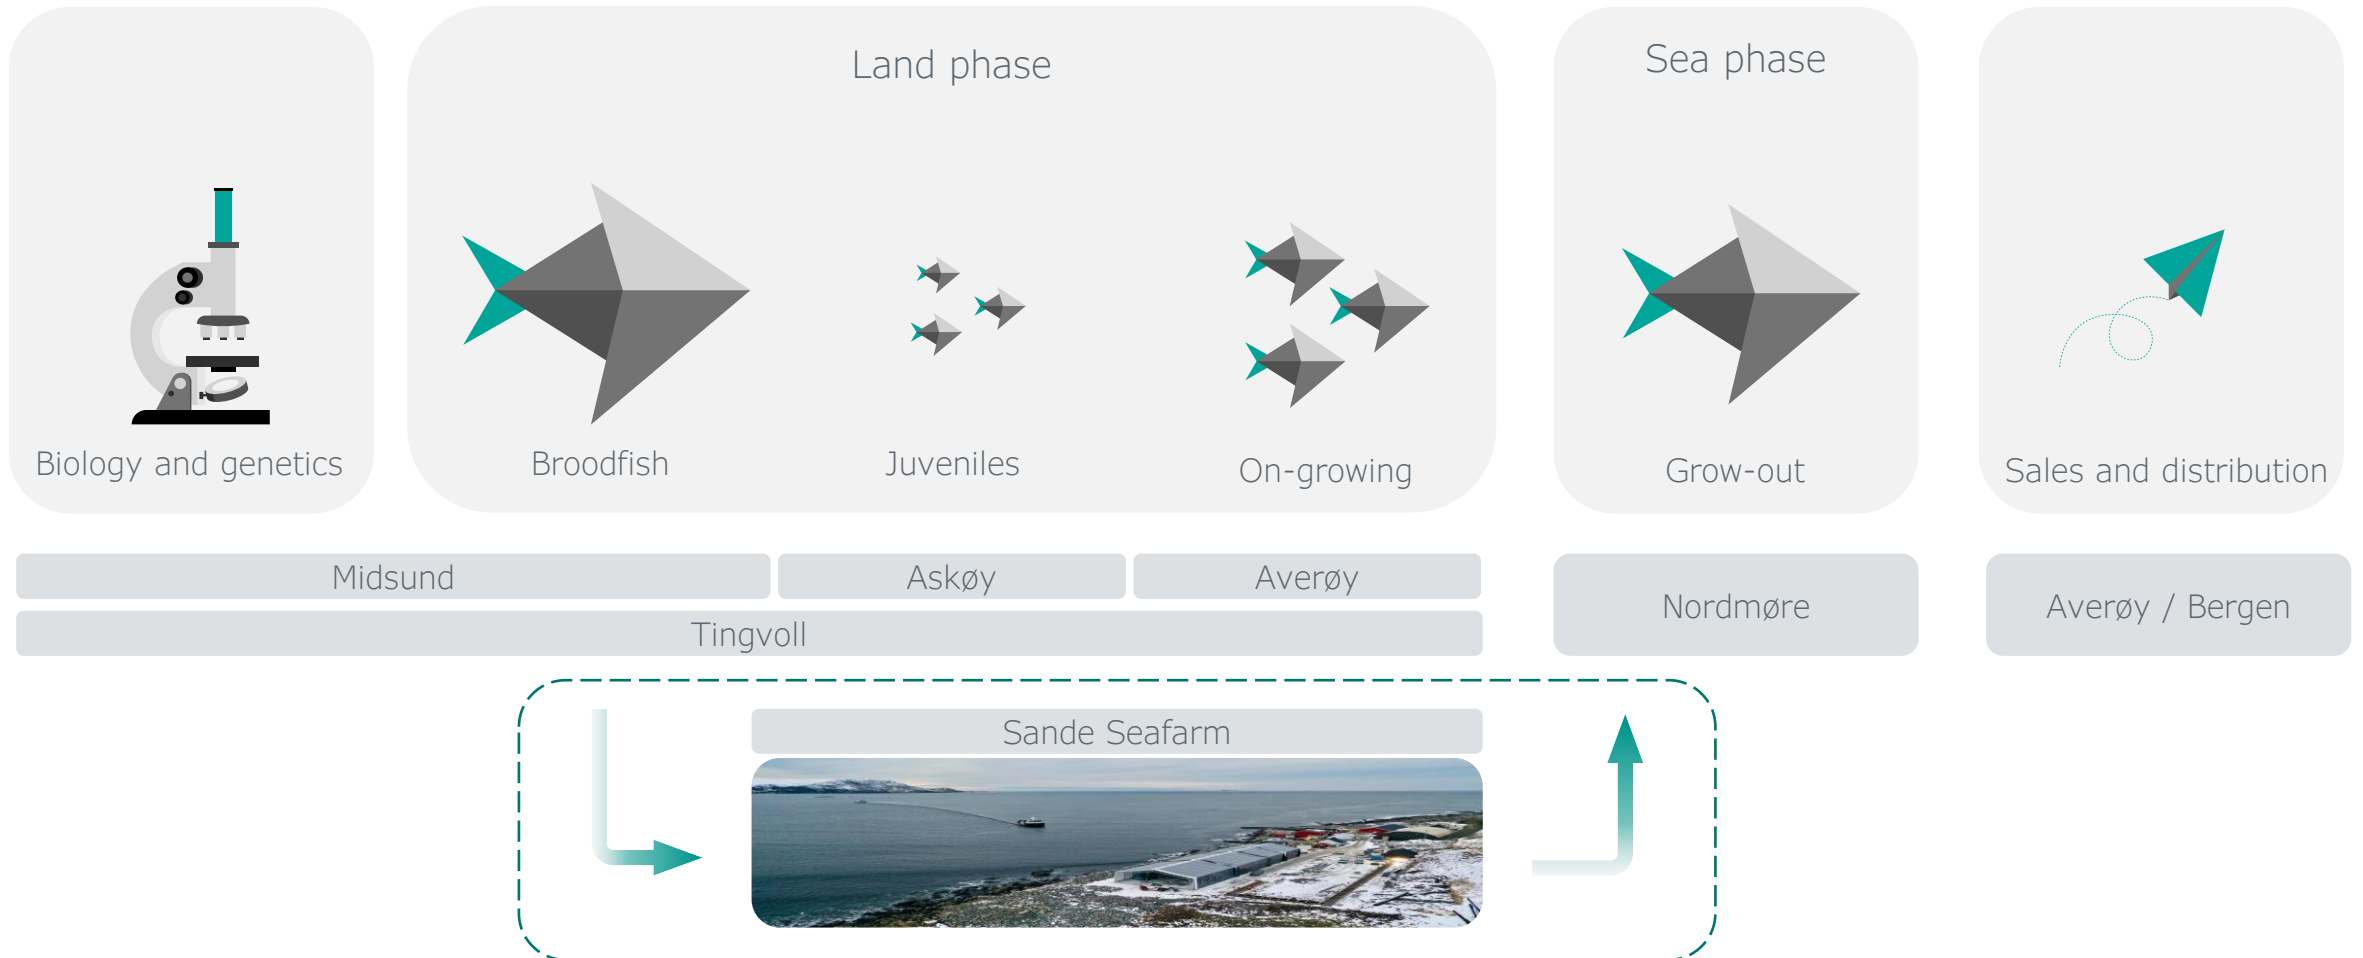 Land phase
Sea phase
Biology and genetics
Broodfish
Juveniles
On-growing
Grow-out
Sales and distribution
Midsund
Askøy
Averøy
Tingvoll
Nordmøre
Averøy / Bergen
Sande Seafarm